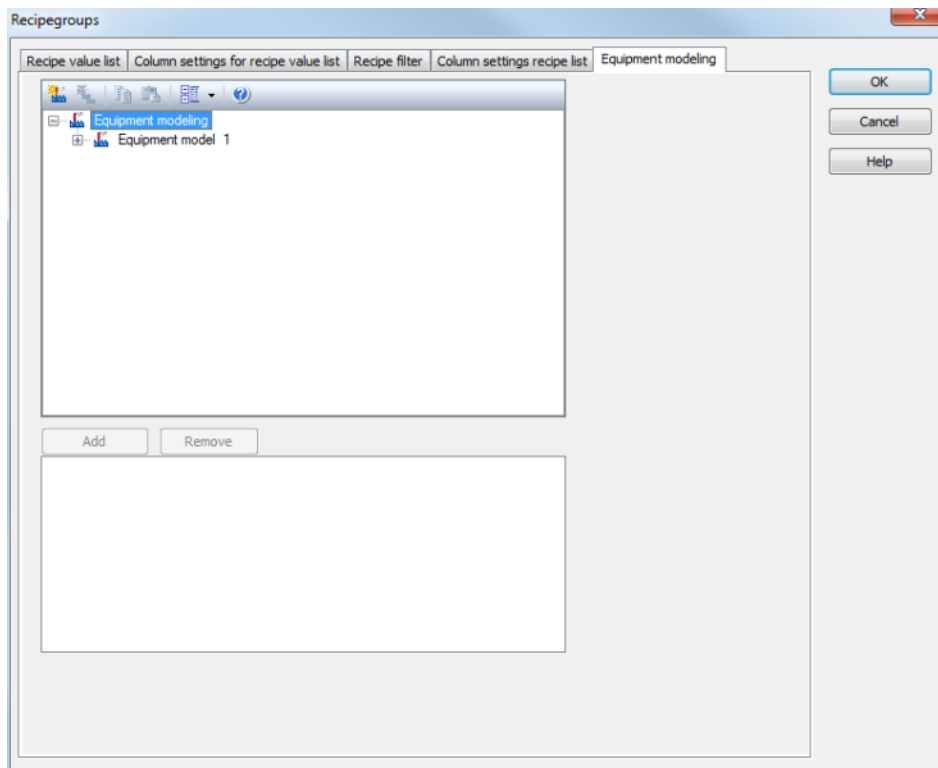 Recipegroups
Recipe value list Column settings for recipe value list Recipe filter Column settings recipe list Equipment modeling
OK
Cancel
Help
Equipment modeling
Equipment model 1
Add Remove